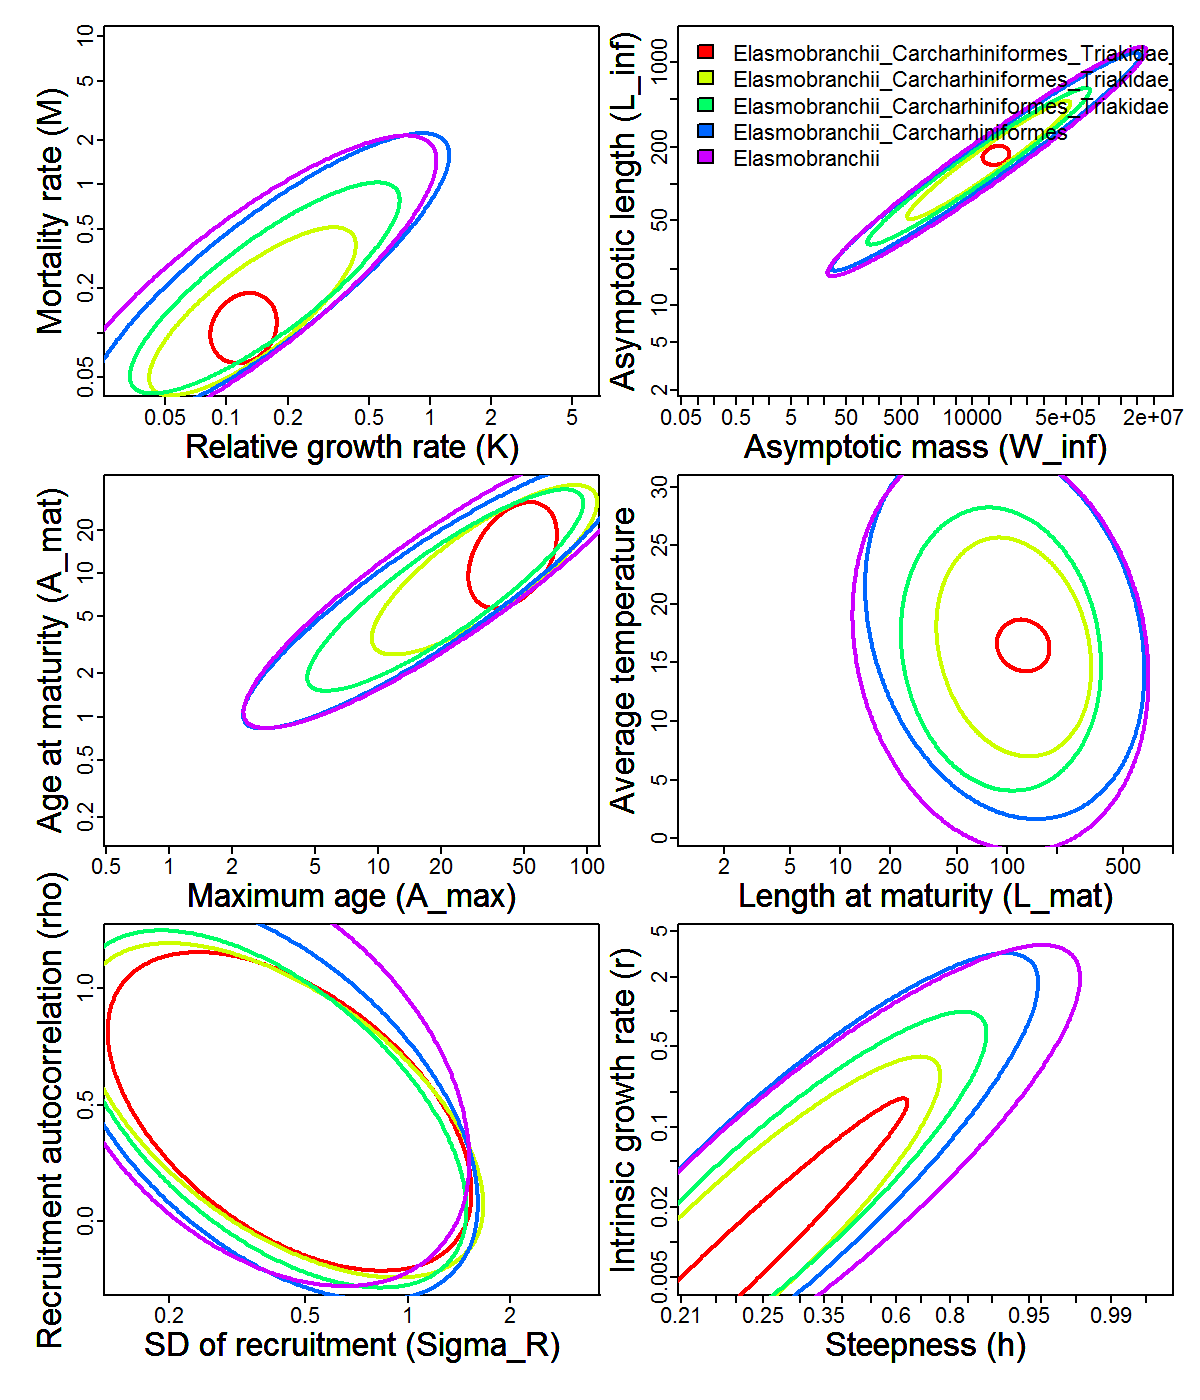 Mortality rate (M)
0.05 0.2 0.5 1 2 5 10
0.05 0.1 0.2 0.5 1 2 5
Relative growth rate (K)
Asymptotic length (L_inf)
2 5 10 50 200 1000
Elasmobranchii_Carcharhiniformes_Triakidae_
Elasmobranchii_Carcharhiniformes_Triakidae_
Elasmobranchii_Carcharhiniformes_Triakidae
Elasmobranchii_Carcharhiniformes
Elasmobranchii
0.05 0.5 5 50 500 10000 5e+05 2e+07
Asymptotic mass (W_inf)
Age at maturity (A_mat)
0.2 0.5 1 2 5 10 20
0.5 1 2 5 10 20 50 100
Maximum age (A_max)
Average temperature
0 5 10 15 20 25 30
2 5 10 20 50 100 500
Length at maturity (L_mat)
Recruitment autocorrelation (rho)
0.0 0.5 1.0
0.2 0.5 1 2
SD of recruitment (Sigma_R)
Intrinsic growth rate (r)
0.005 0.02 0.1 0.5 2 5
0.21 0.25 0.35 0.6 0.8 0.95 0.99
Steepness (h)